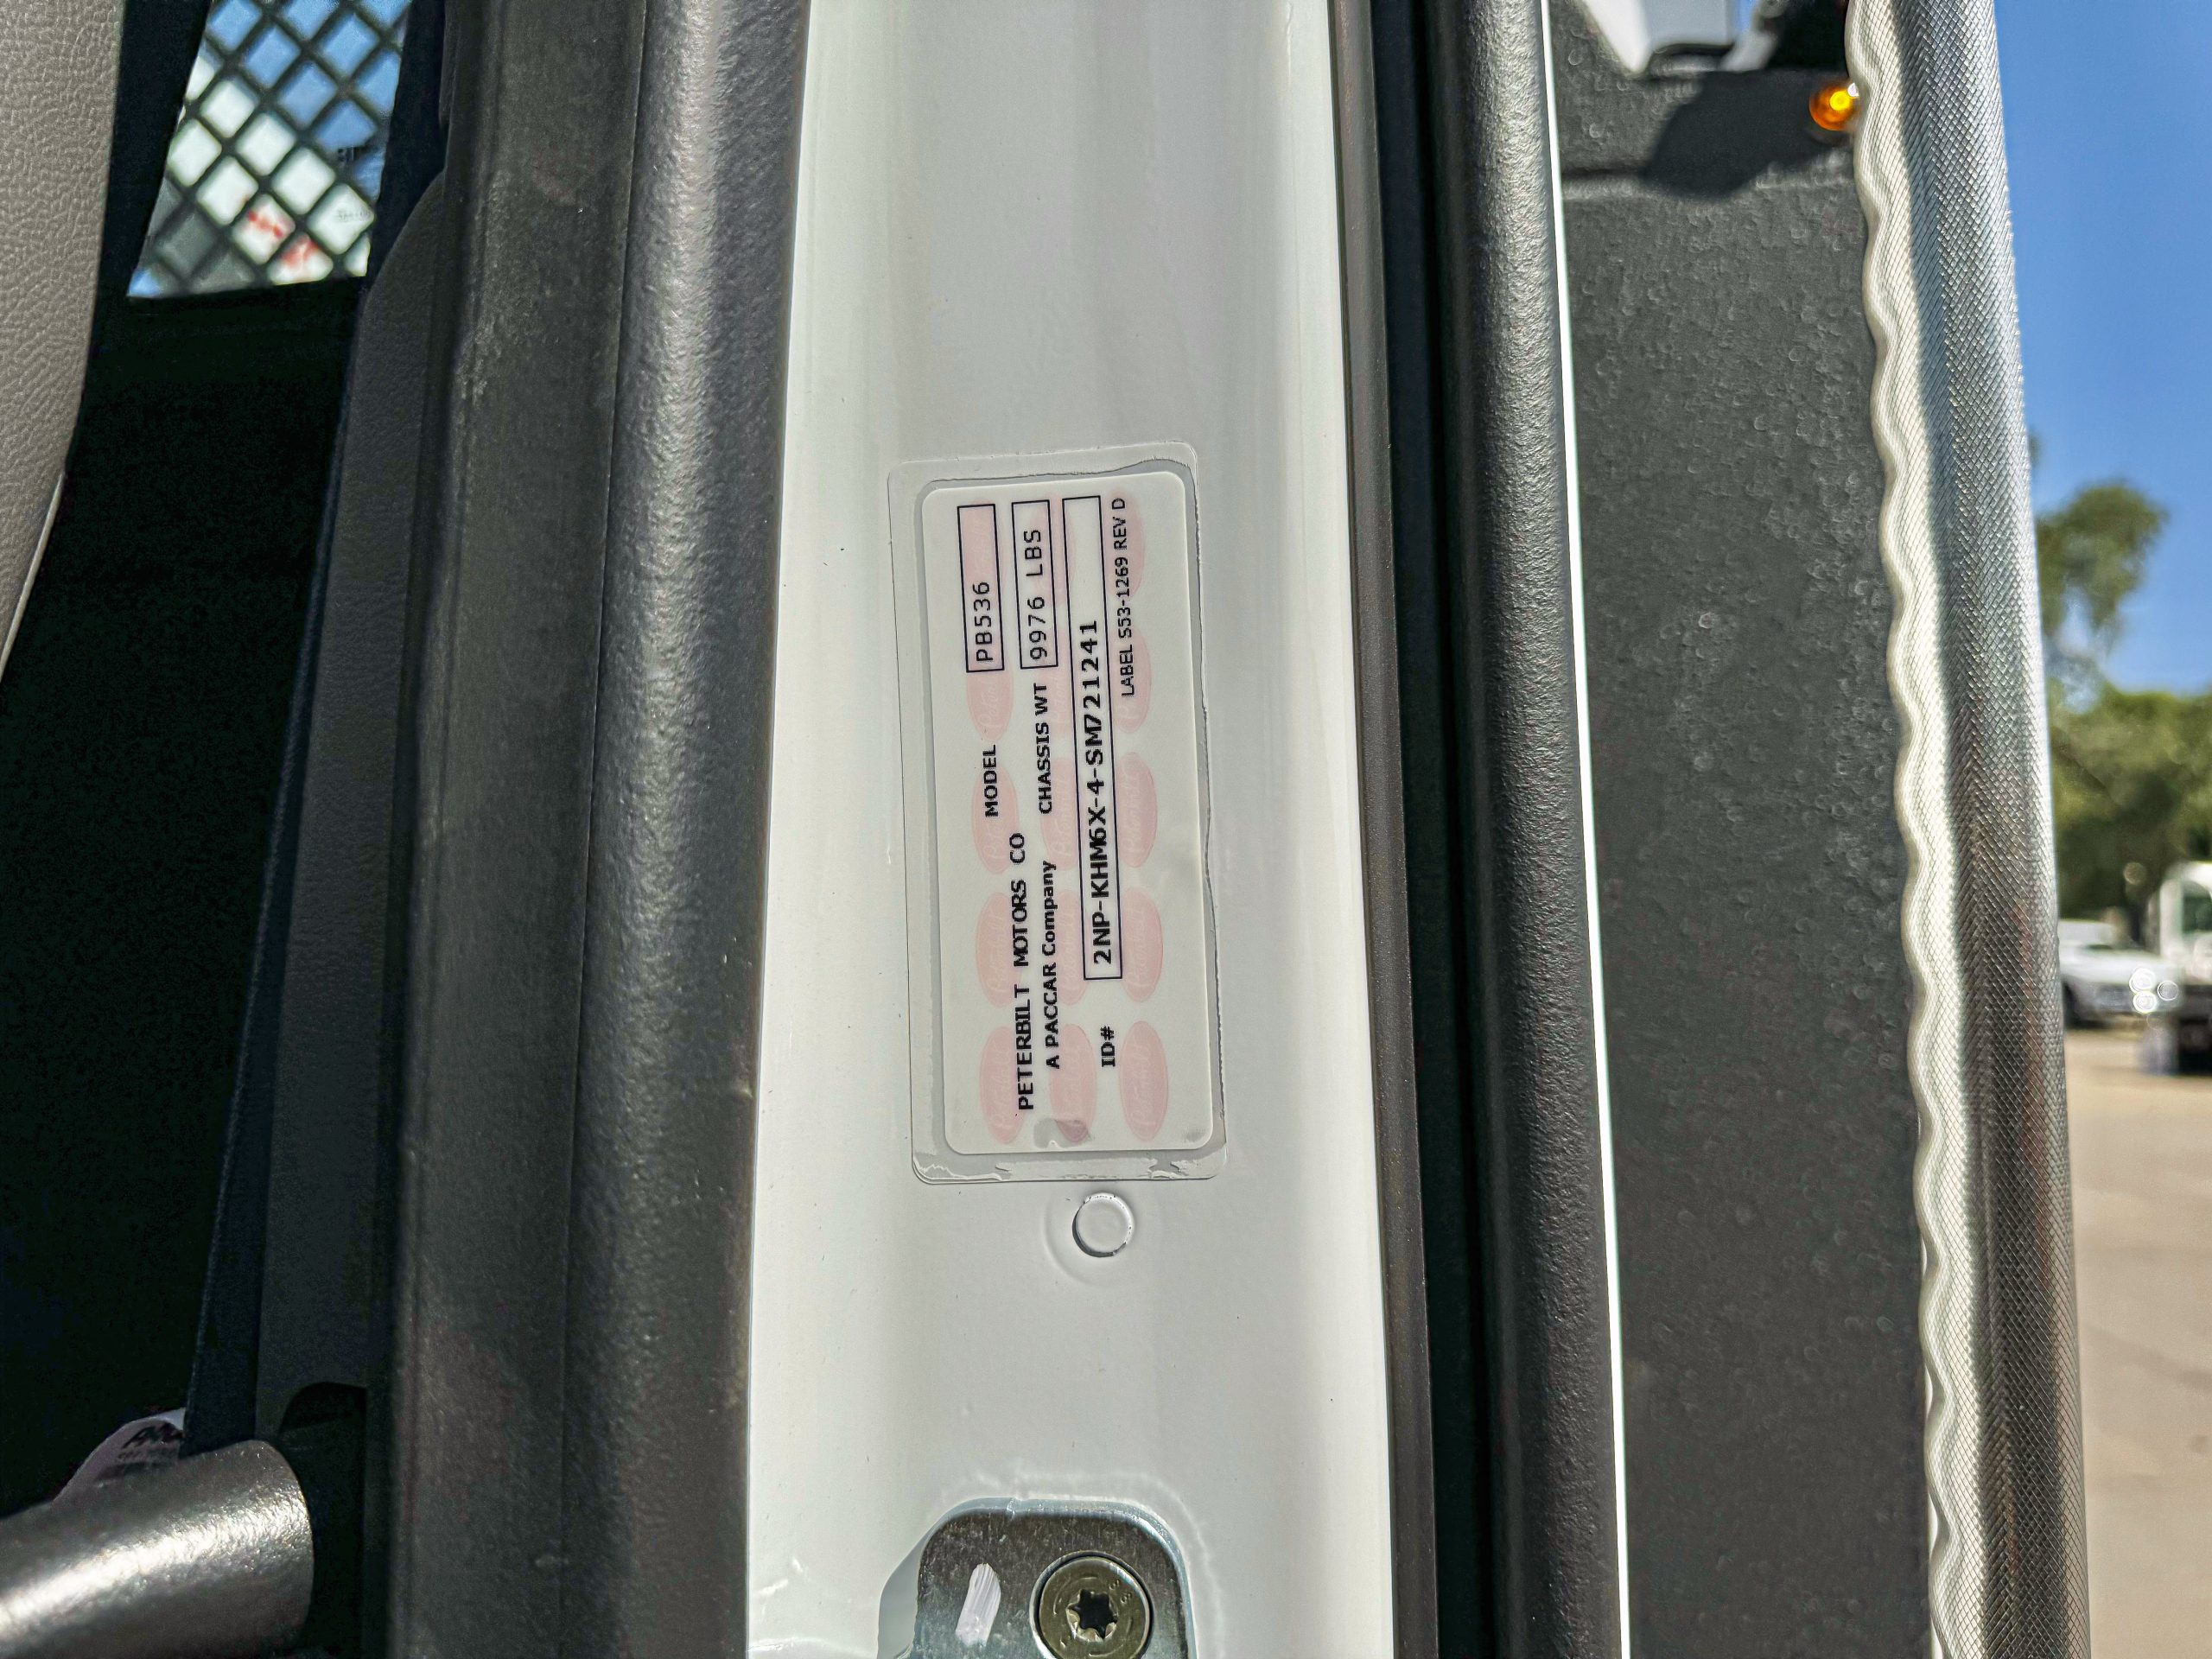 MODEL PB536
PETERBILT MOTORS CO
A PACCAR Company CHASSIS WT 9976 LBS
ID# 2NP-KHM6X-4-SM721241
LABEL S53-1269 REV D